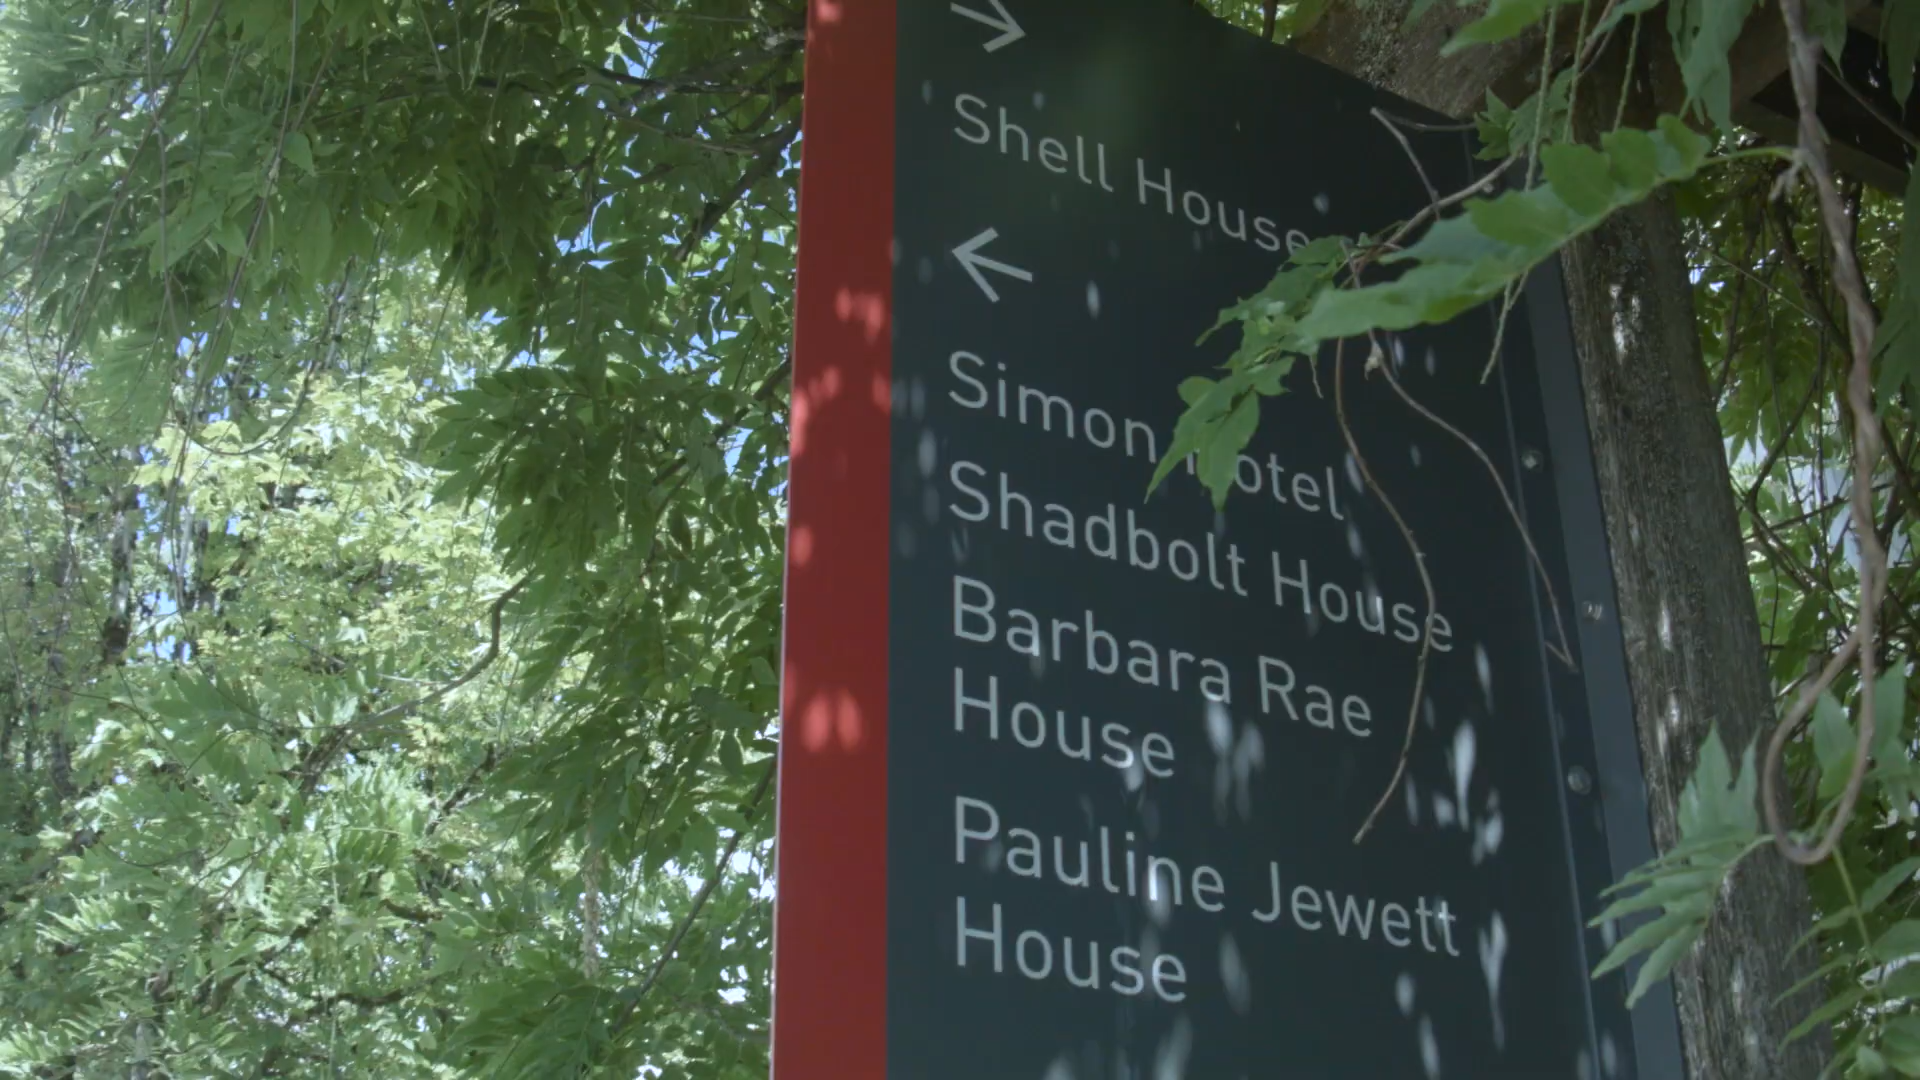 Shell House
Simon Hotel
Shadbolt House
Barbara Rae
House
Pauline Jewett
House